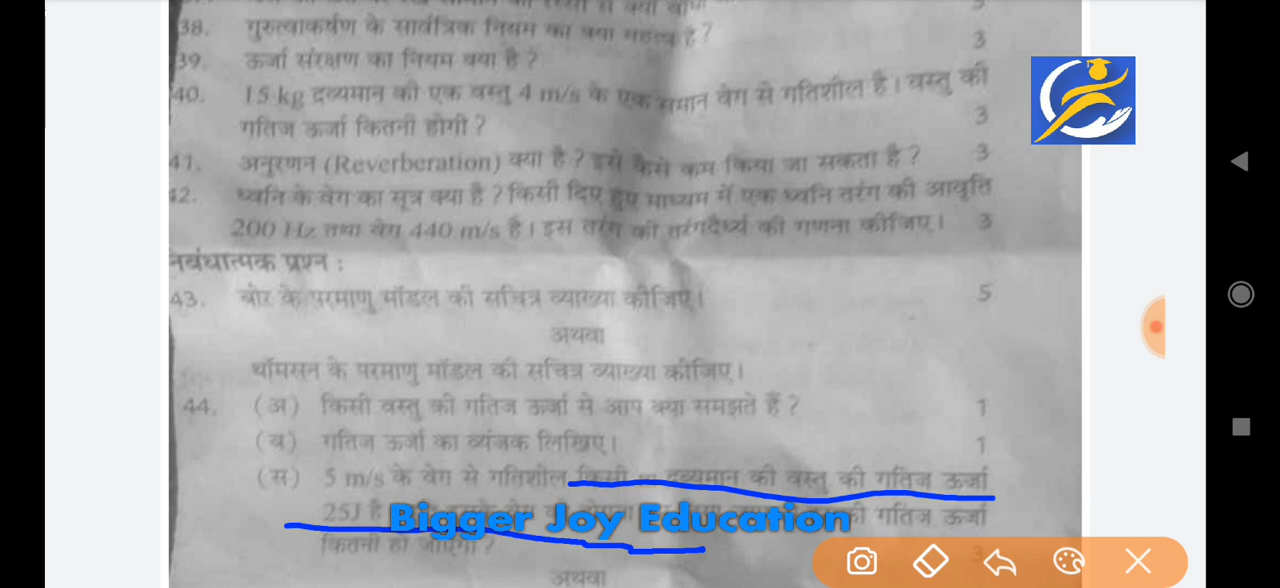 38. गुरुत्वाकर्षण के सार्वत्रिक नियम का क्या महत्व है? 3
39. ऊर्जा संरक्षण का नियम क्या है?
40. 15 kg द्रव्यमान की एक वस्तु 4 m/s के एक समान वेग से गतिशील है। वस्तु की
गतिज ऊर्जा कितनी होगी? 3
41. अनुरणन (Reverberation) क्या है? इसे कैसे कम किया जा सकता है? 3
42. ध्वनि के वेग का सूत्र क्या है? किसी दिए हुए माध्यम में एक ध्वनि तरंग की आवृति
200 Hz तथा वेग 440 m/s है। इस तरंग की तरंगदैर्ध्य की गणना कीजिए। 3
निबंधात्मक प्रश्न :
43. बोर के परमाणु मॉडल की सचित्र व्याख्या कीजिए। 5
अथवा
थॉमसन के परमाणु मॉडल की सचित्र व्याख्या कीजिए।
44. (अ) किसी वस्तु की गतिज ऊर्जा से आप क्या समझते हैं? 1
(ब) गतिज ऊर्जा का व्यंजक लिखिए। 1
(स) 5 m/s के वेग से गतिशील किसी द्रव्यमान की वस्तु की गतिज ऊर्जा
25J है की गतिज ऊर्जा
Bigger Joy Education
कितनी हो जाएगी? 3
अथवा